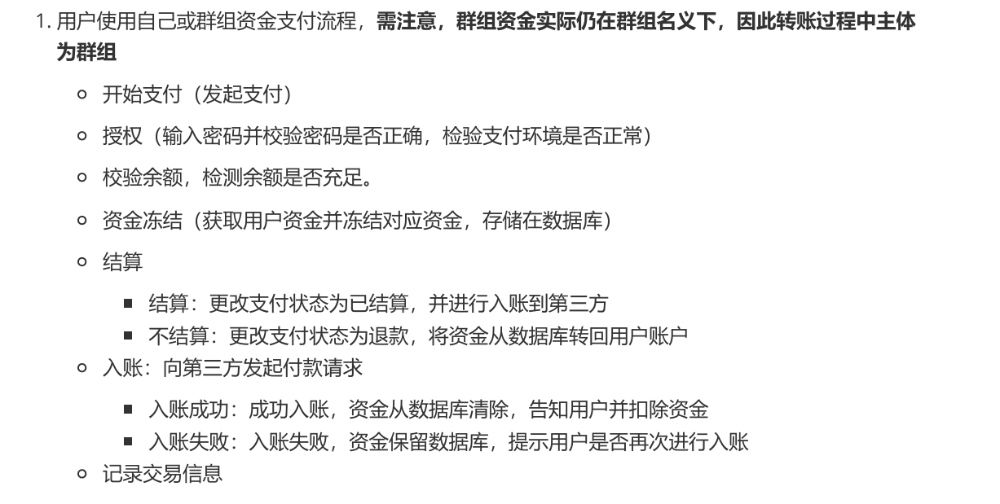 1. 用户使用自己或群组资金支付流程，需注意，群组资金实际仍在群组名义下，因此转账过程中主体
为群组
开始支付（发起支付）
授权（输入密码并校验密码是否正确，检验支付环境是否正常）
校验余额，检测余额是否充足。
资金冻结（获取用户资金并冻结对应资金，存储在数据库）
结算
结算：更改支付状态为已结算，并进行入账到第三方
不结算：更改支付状态为退款，将资金从数据库转回用户账户
入账：向第三方发起付款请求
入账成功：成功入账，资金从数据库清除，告知用户并扣除资金
入账失败：入账失败，资金保留数据库，提示用户是否再次进行入账
记录交易信息